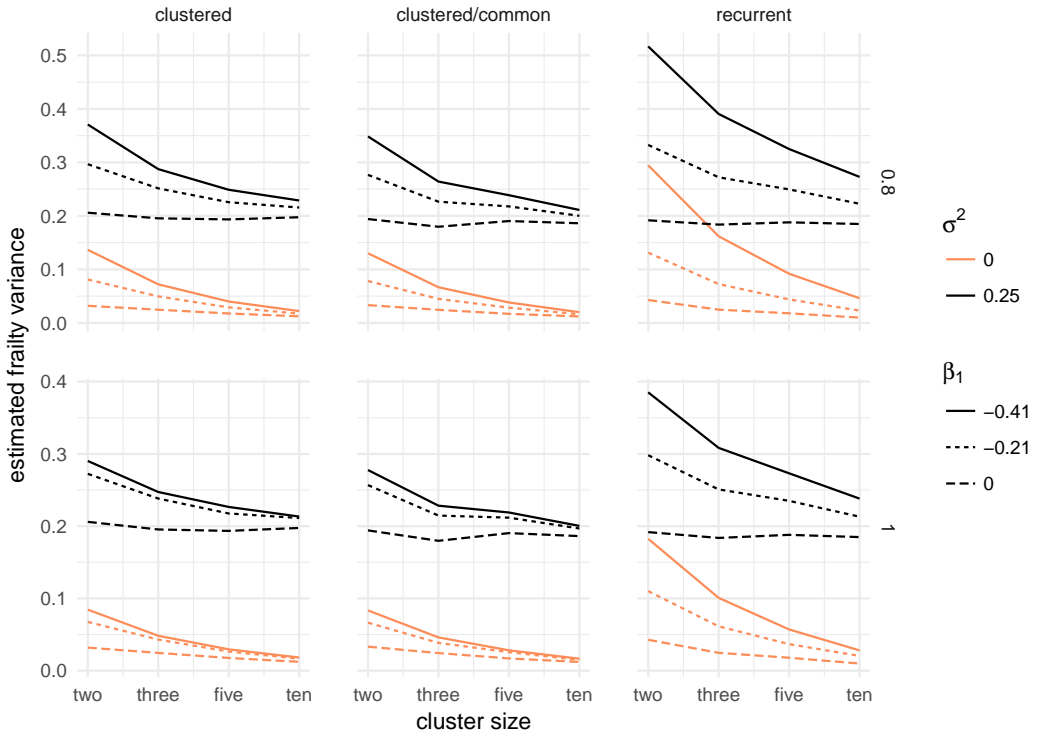 clustered
clustered/common
recurrent
estimated frailty variance
0.5
0.4
0.3
0.2
0.1
0.0
0.8
0.4
0.3
0.2
0.1
0.0
1
two three five ten
two three five ten
two three five ten
cluster size
σ²
0
0.25
β₁
−0.41
−0.21
0